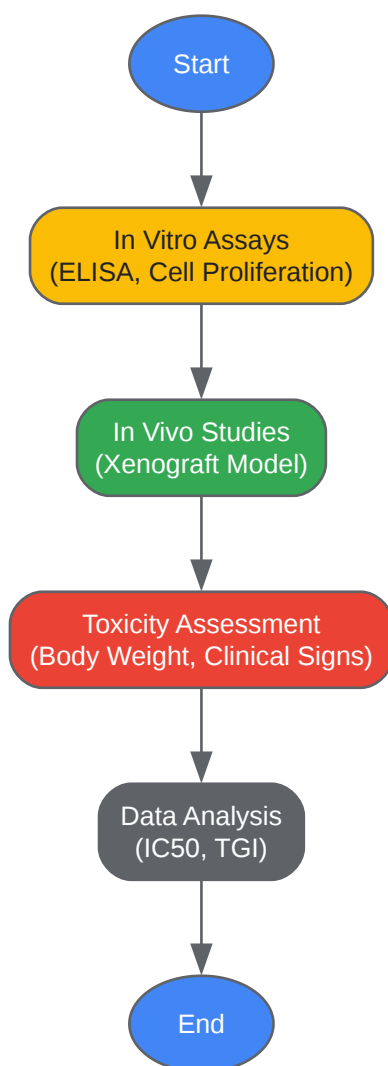 Start
In Vitro Assays
(ELISA, Cell Proliferation)
In Vivo Studies
(Xenograft Model)
Toxicity Assessment
(Body Weight, Clinical Signs)
Data Analysis
(IC50, TGI)
End